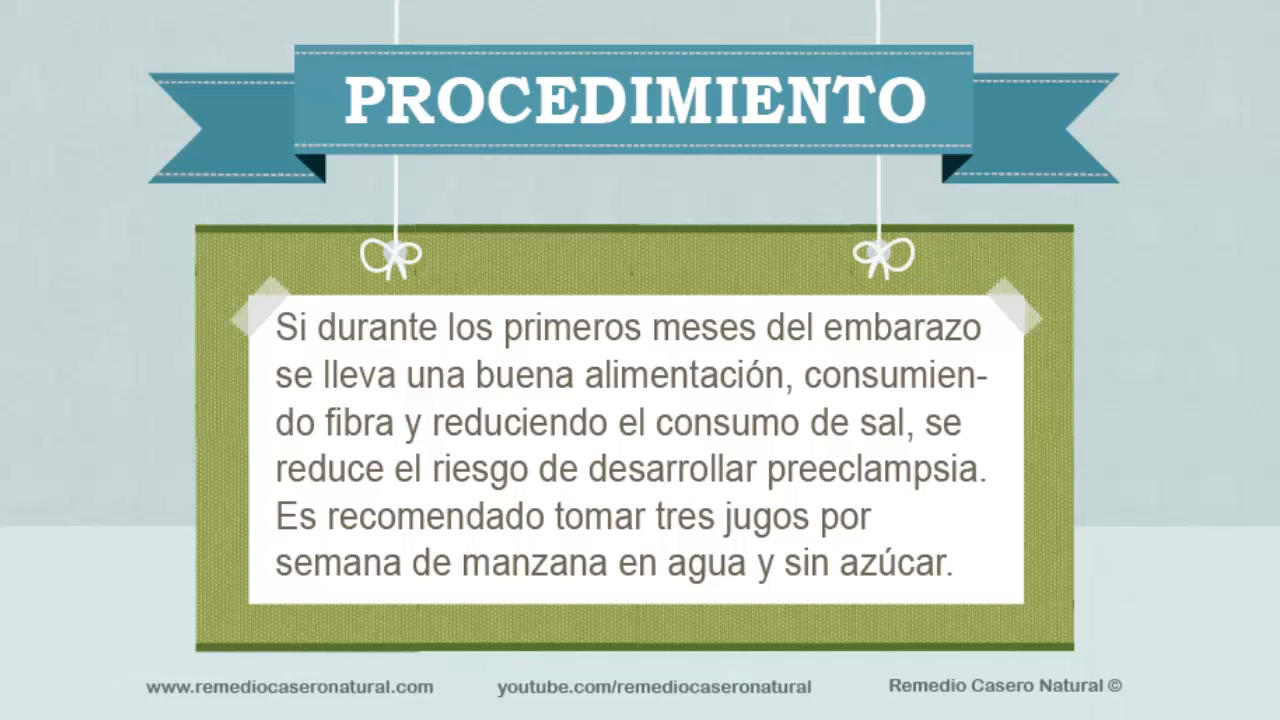 PROCEDIMIENTO
Si durante los primeros meses del embarazo
se lleva una buena alimentación, consumien-
do fibra y reduciendo el consumo de sal, se
reduce el riesgo de desarrollar preeclampsia.
Es recomendado tomar tres jugos por
semana de manzana en agua y sin azúcar.
www.remediocaseronatural.com youtube.com/remediocaseronatural Remedio Casero Natural ©